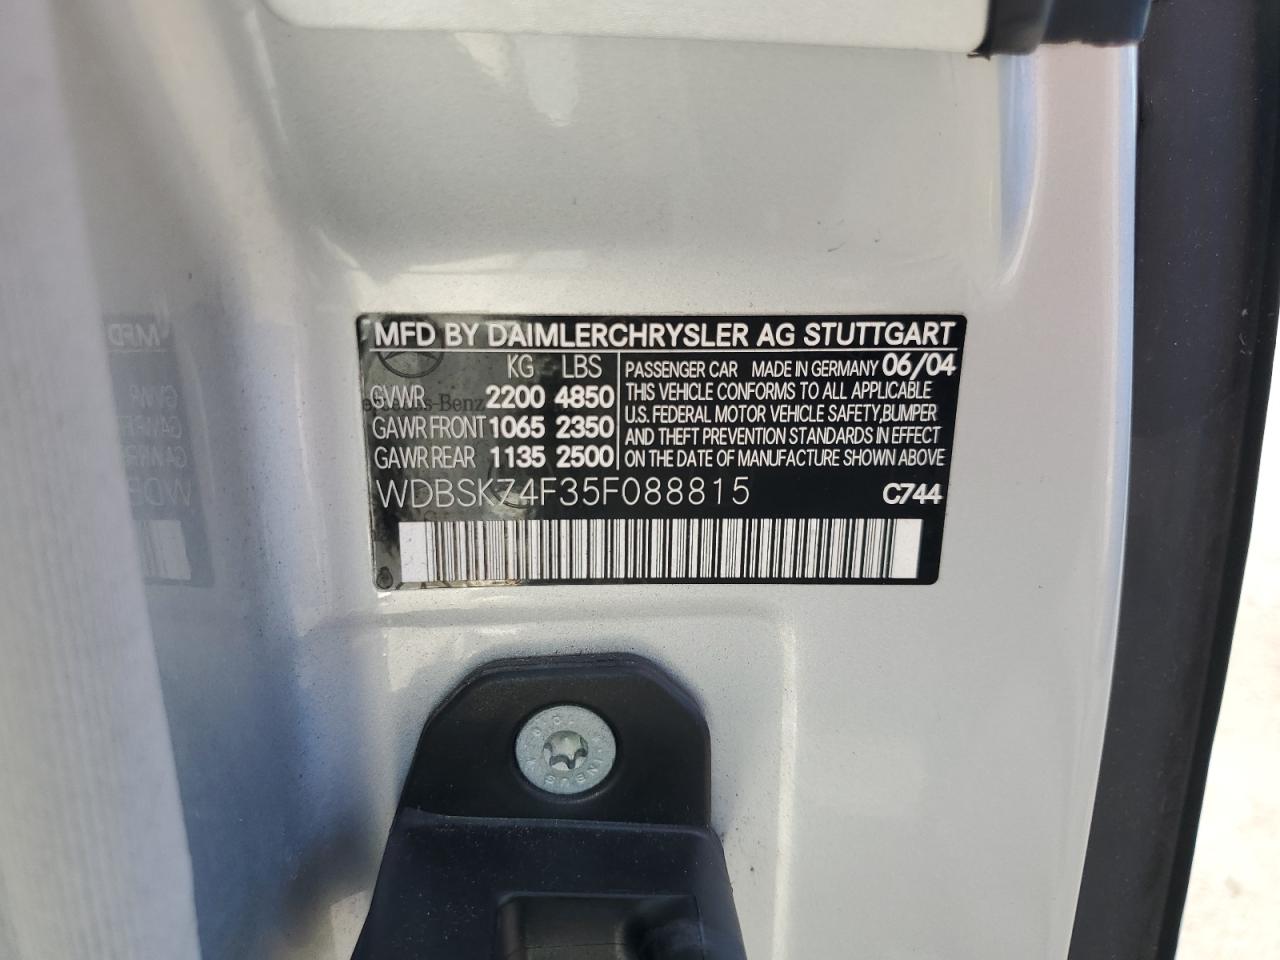 MFD BY DAIMLERCHRYSLER AG STUTTGART
KG LBS
GVWR 2200 4850
GAWR FRONT 1065 2350
GAWR REAR 1135 2500
PASSENGER CAR MADE IN GERMANY 06/04
THIS VEHICLE CONFORMS TO ALL APPLICABLE
U.S. FEDERAL MOTOR VEHICLE SAFETY, BUMPER
AND THEFT PREVENTION STANDARDS IN EFFECT
ON THE DATE OF MANUFACTURE SHOWN ABOVE
WDBSK74F35F088815 C744